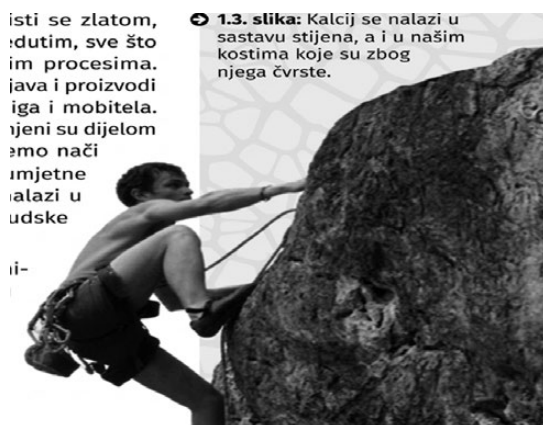 isti se zlatom,
edutim, sve što
im procesima.
java i proizvodi
iga i mobitela.
njeni su dijelom
emo nači
umjetne
alazi u
udske
ni-
1.3. slika: Kalcij se nalazi u
sastavu stijena, a i u našim
kostima koje su zbog
njega čvrste.